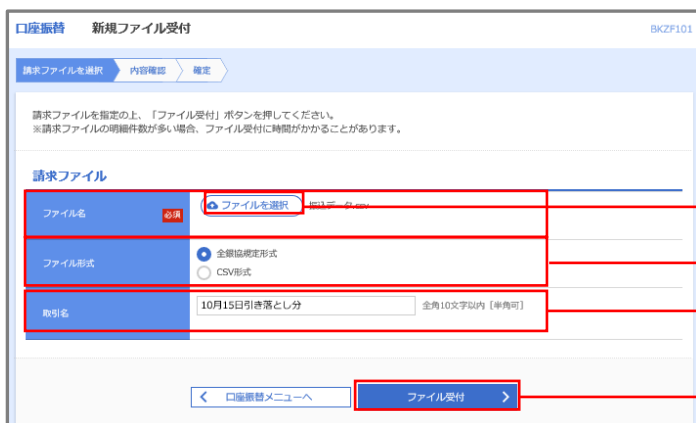 口座振替 新規ファイル受付 BKZF101
請求ファイルを選択 内容確認 確定
請求ファイルを指定の上、「ファイル受付」ボタンを押してください。
※請求ファイルの明細件数が多い場合、ファイル受付に時間がかかることがあります。
請求ファイル
ファイル名 必須 ファイルを選択 振込データ.csv
ファイル形式 全銀協規定形式
CSV形式
取引名 10月15日引き落とし分 全角10文字以内［半角可］
口座振替メニューへ ファイル受付